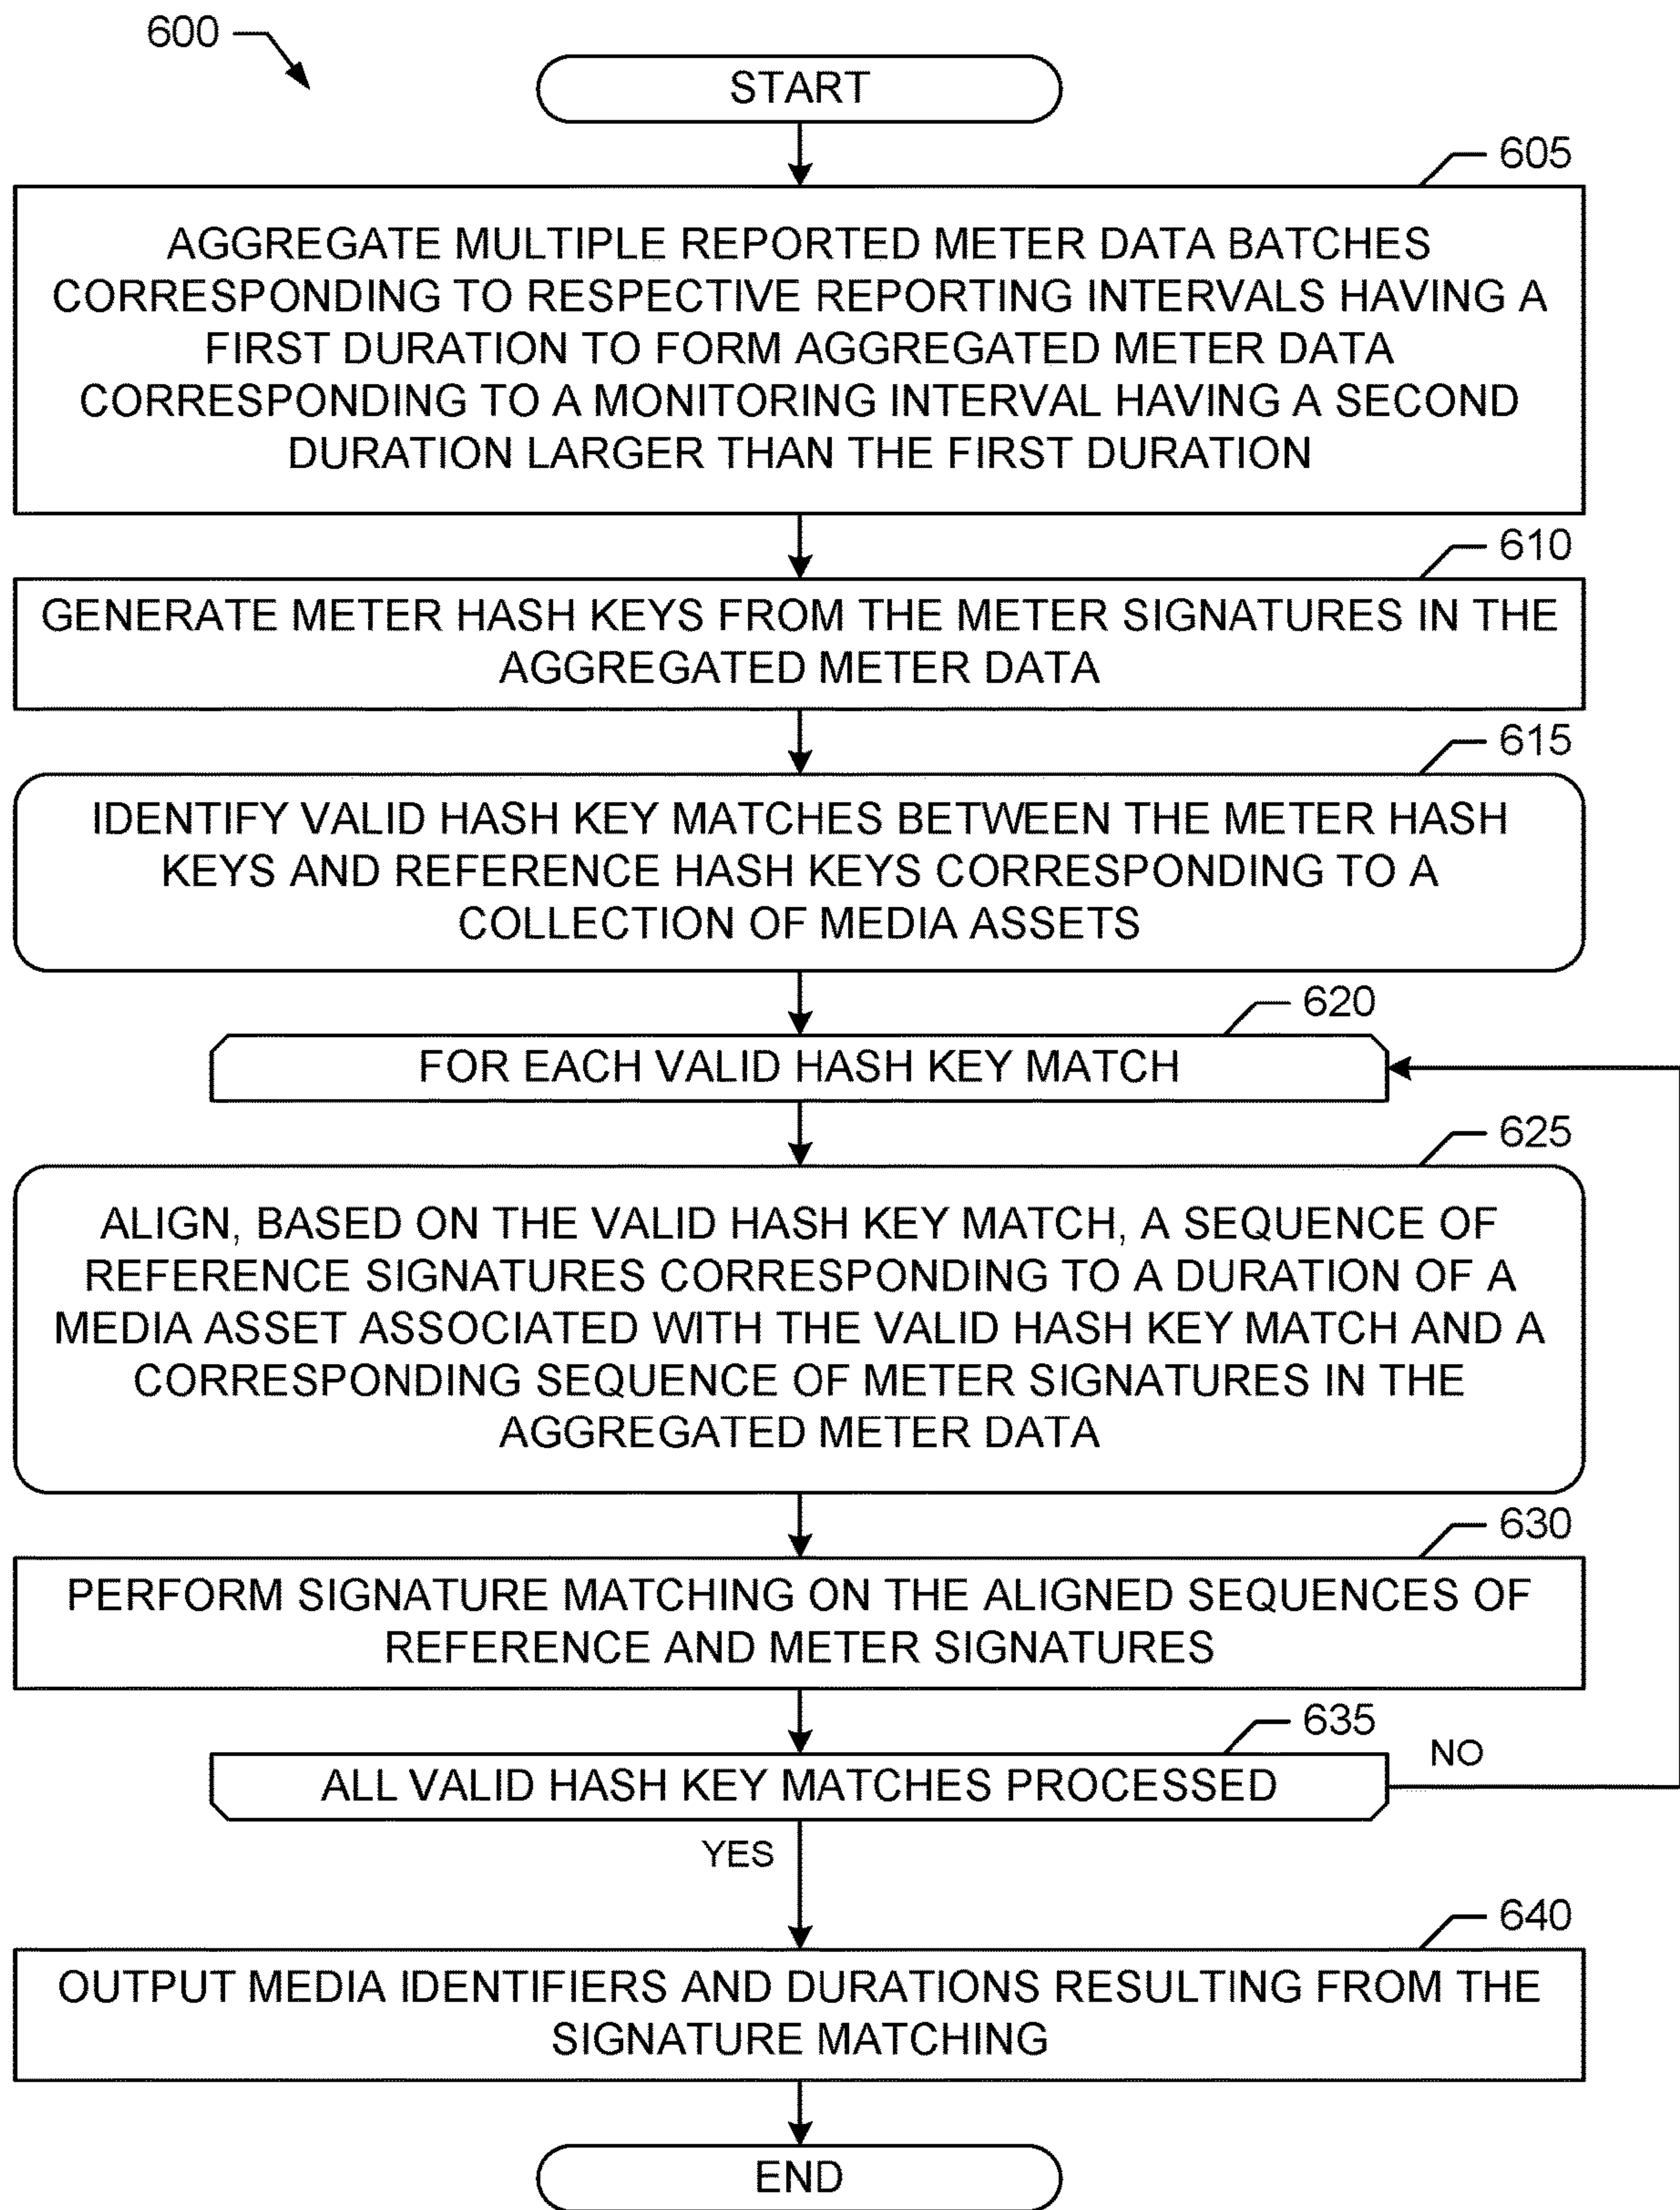 600
START
605
AGGREGATE MULTIPLE REPORTED METER DATA BATCHES
CORRESPONDING TO RESPECTIVE REPORTING INTERVALS HAVING A
FIRST DURATION TO FORM AGGREGATED METER DATA
CORRESPONDING TO A MONITORING INTERVAL HAVING A SECOND
DURATION LARGER THAN THE FIRST DURATION
610
GENERATE METER HASH KEYS FROM THE METER SIGNATURES IN THE
AGGREGATED METER DATA
615
IDENTIFY VALID HASH KEY MATCHES BETWEEN THE METER HASH
KEYS AND REFERENCE HASH KEYS CORRESPONDING TO A
COLLECTION OF MEDIA ASSETS
620
FOR EACH VALID HASH KEY MATCH
625
ALIGN, BASED ON THE VALID HASH KEY MATCH, A SEQUENCE OF
REFERENCE SIGNATURES CORRESPONDING TO A DURATION OF A
MEDIA ASSET ASSOCIATED WITH THE VALID HASH KEY MATCH AND A
CORRESPONDING SEQUENCE OF METER SIGNATURES IN THE
AGGREGATED METER DATA
630
PERFORM SIGNATURE MATCHING ON THE ALIGNED SEQUENCES OF
REFERENCE AND METER SIGNATURES
635
ALL VALID HASH KEY MATCHES PROCESSED
NO
YES
640
OUTPUT MEDIA IDENTIFIERS AND DURATIONS RESULTING FROM THE
SIGNATURE MATCHING
END